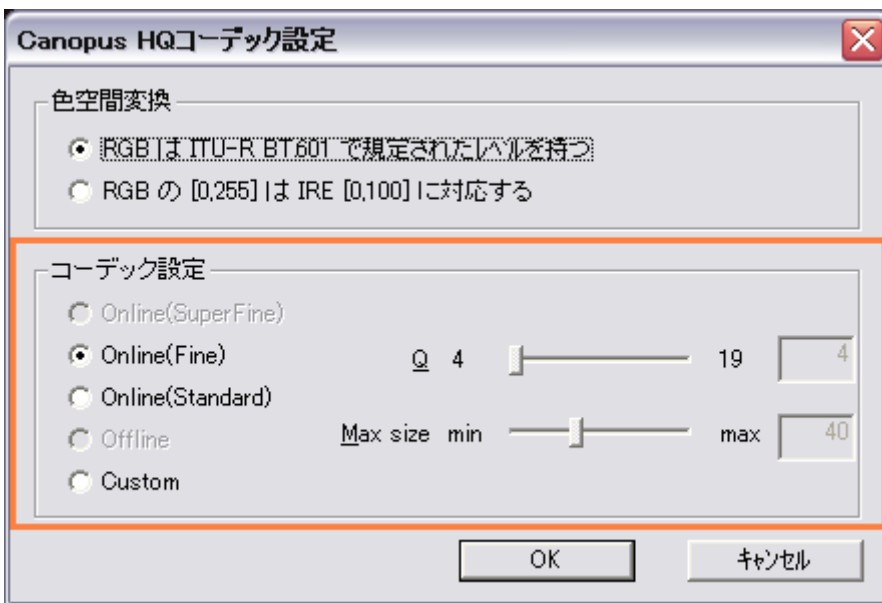 Canopus HQコーデック設定
色空間変換
RGB は ITU-R BT.601 で規定されたレベルを持つ
RGB の [0,255] は IRE [0,100] に対応する
コーデック設定
Online(SuperFine)
Online(Fine)
Q 4 19 4
Online(Standard)
Offline
Max size min max 40
Custom
OK キャンセル